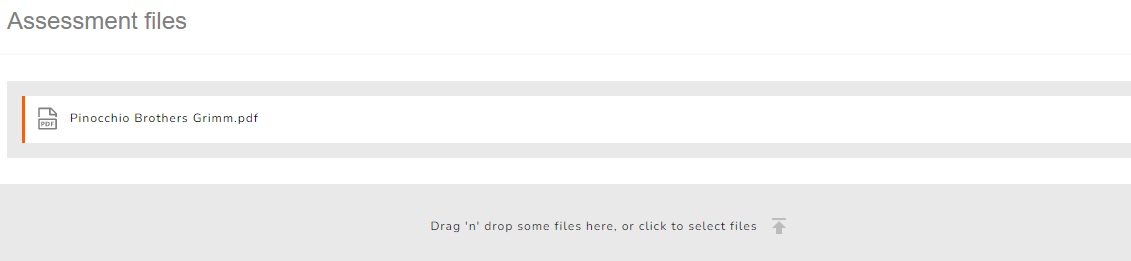 Assessment files
PDF
Pinocchio Brothers Grimm.pdf
Drag 'n' drop some files here, or click to select files